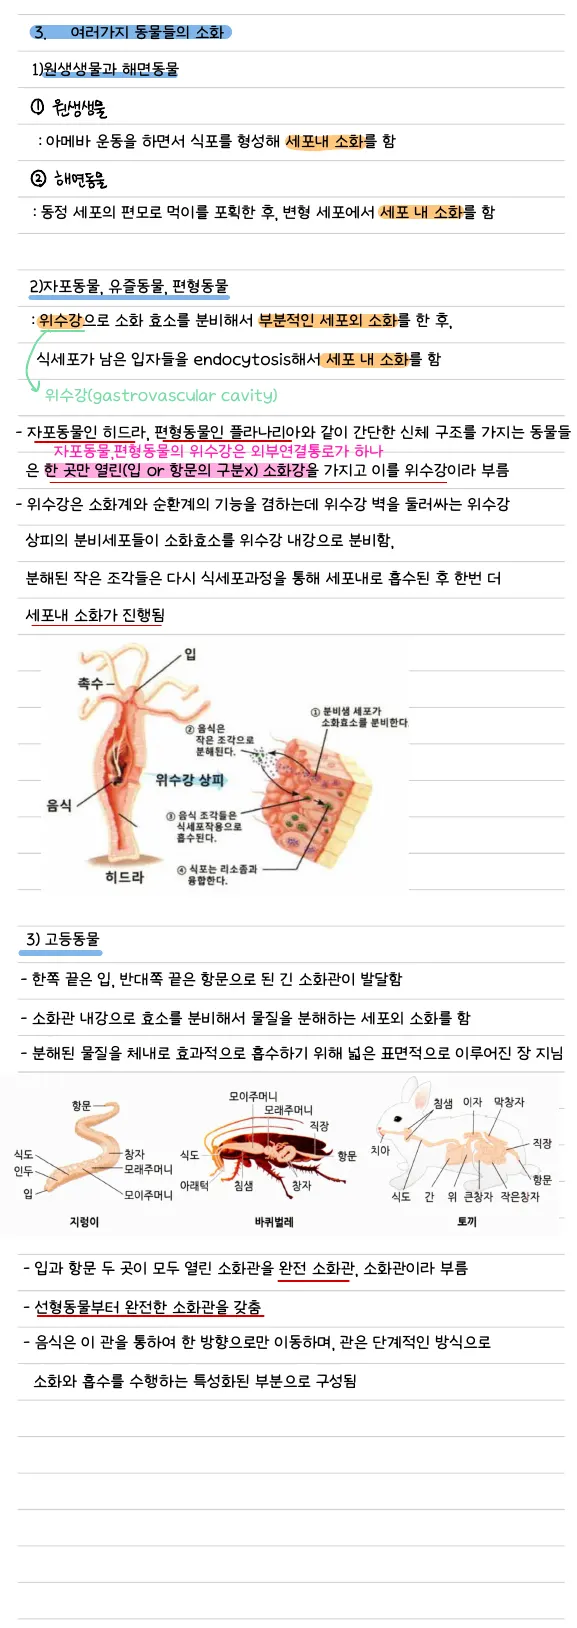 3. 여러가지 동물들의 소화
1)원생생물과 해면동물
① 원생생물
: 아메바 운동을 하면서 식포를 형성해 세포내 소화를 함
② 해면동물
: 동정 세포의 편모로 먹이를 포획한 후, 변형 세포에서 세포 내 소화를 함
2)자포동물, 유즐동물, 편형동물
: 위수강으로 소화 효소를 분비해서 부분적인 세포외 소화를 한 후,
식세포가 남은 입자들을 endocytosis해서 세포 내 소화를 함
위수강(gastrovascular cavity)
- 자포동물인 히드라, 편형동물인 플라나리아와 같이 간단한 신체 구조를 가지는 동물들
자포동물,편형동물의 위수강은 외부연결통로가 하나
은 한 곳만 열린(입 or 항문의 구분x) 소화강을 가지고 이를 위수강이라 부름
- 위수강은 소화계와 순환계의 기능을 겸하는데 위수강 벽을 둘러싸는 위수강
상피의 분비세포들이 소화효소를 위수강 내강으로 분비함,
분해된 작은 조각들은 다시 식세포과정을 통해 세포내로 흡수된 후 한번 더
세포내 소화가 진행됨
입
촉수
① 분비샘 세포가
소화효소를 분비한다
② 음식은
작은 조각으로
분해된다.
위수강 상피
음식
③ 음식 조각들은
식세포작용으로
흡수된다.
④ 식포는 리소좀과
융합한다.
히드라
3) 고등동물
- 한쪽 끝은 입, 반대쪽 끝은 항문으로 된 긴 소화관이 발달함
- 소화관 내강으로 효소를 분비해서 물질을 분해하는 세포외 소화를 함
- 분해된 물질을 체내로 효과적으로 흡수하기 위해 넓은 표면적으로 이루어진 장 지님
항문
식도
인두
입
창자
모래주머니
모이주머니
지렁이
모이주머니
모래주머니
직장
식도
항문
아래턱
침샘
창자
바퀴벌레
침샘
이자
막창자
치아
직장
항문
식도
간
위
큰창자
작은창자
토끼
- 입과 항문 두 곳이 모두 열린 소화관을 완전 소화관, 소화관이라 부름
- 선형동물부터 완전한 소화관을 갖춤
- 음식은 이 관을 통하여 한 방향으로만 이동하며, 관은 단계적인 방식으로
소화와 흡수를 수행하는 특성화된 부분으로 구성됨